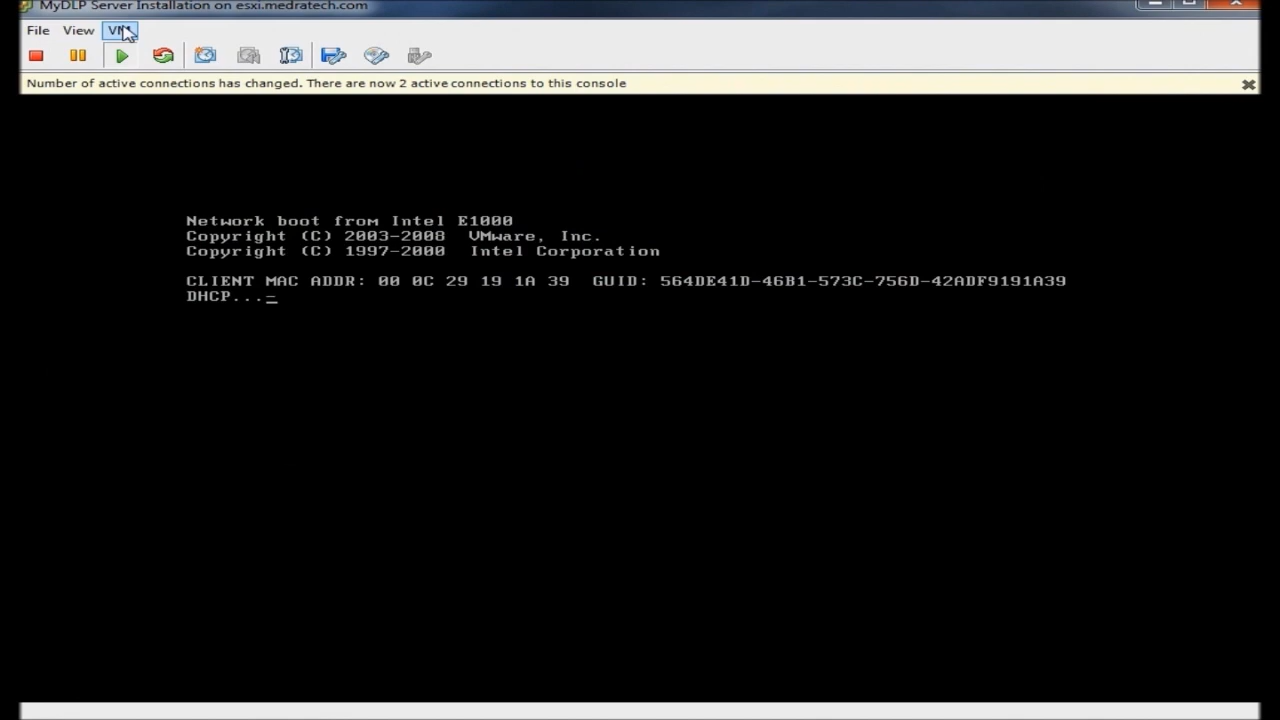 MyDLP Server Installation on esxi.medratech.com
File View VM
Number of active connections has changed. There are now 2 active connections to this console
Network boot from Intel E1000
Copyright (C) 2003-2008 VMware, Inc.
Copyright (C) 1997-2000 Intel Corporation
CLIENT MAC ADDR: 00 0C 29 19 1A 39 GUID: 564DE41D-46B1-573C-756D-42ADF9191A39
DHCP...-